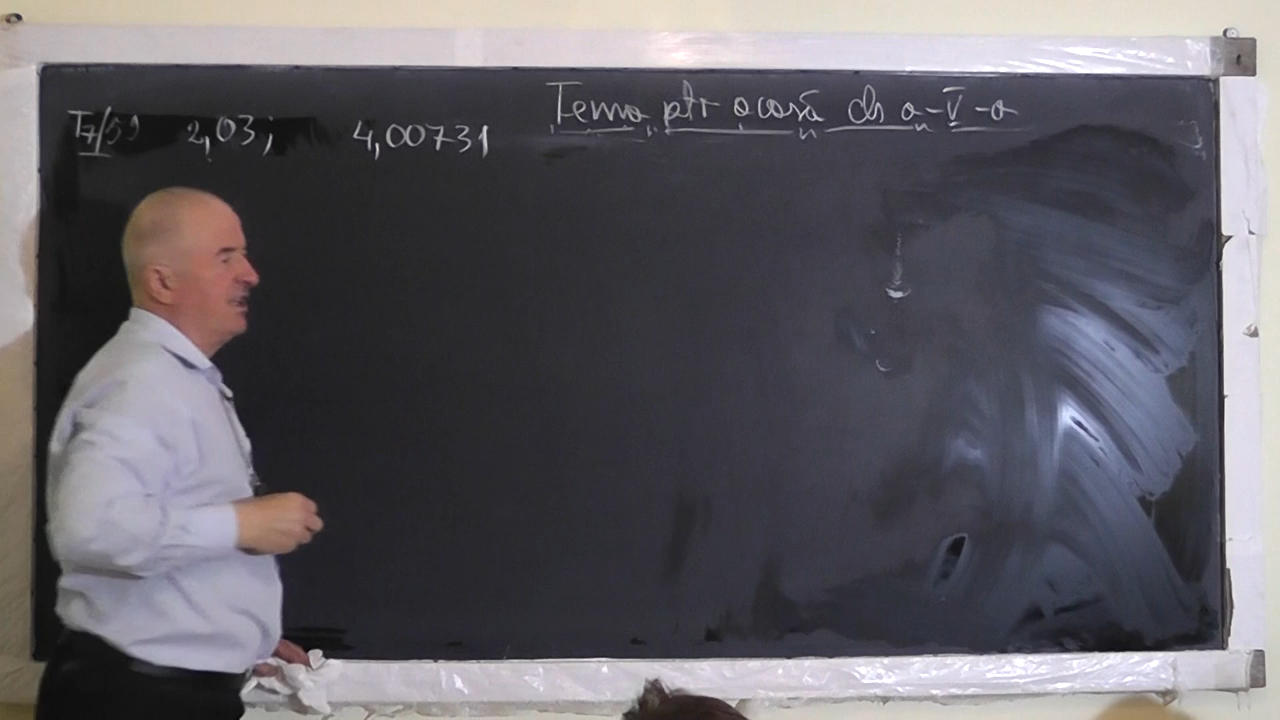 Tema ptr acasă cls a-V-a
T7/59 2,03; 4,00731